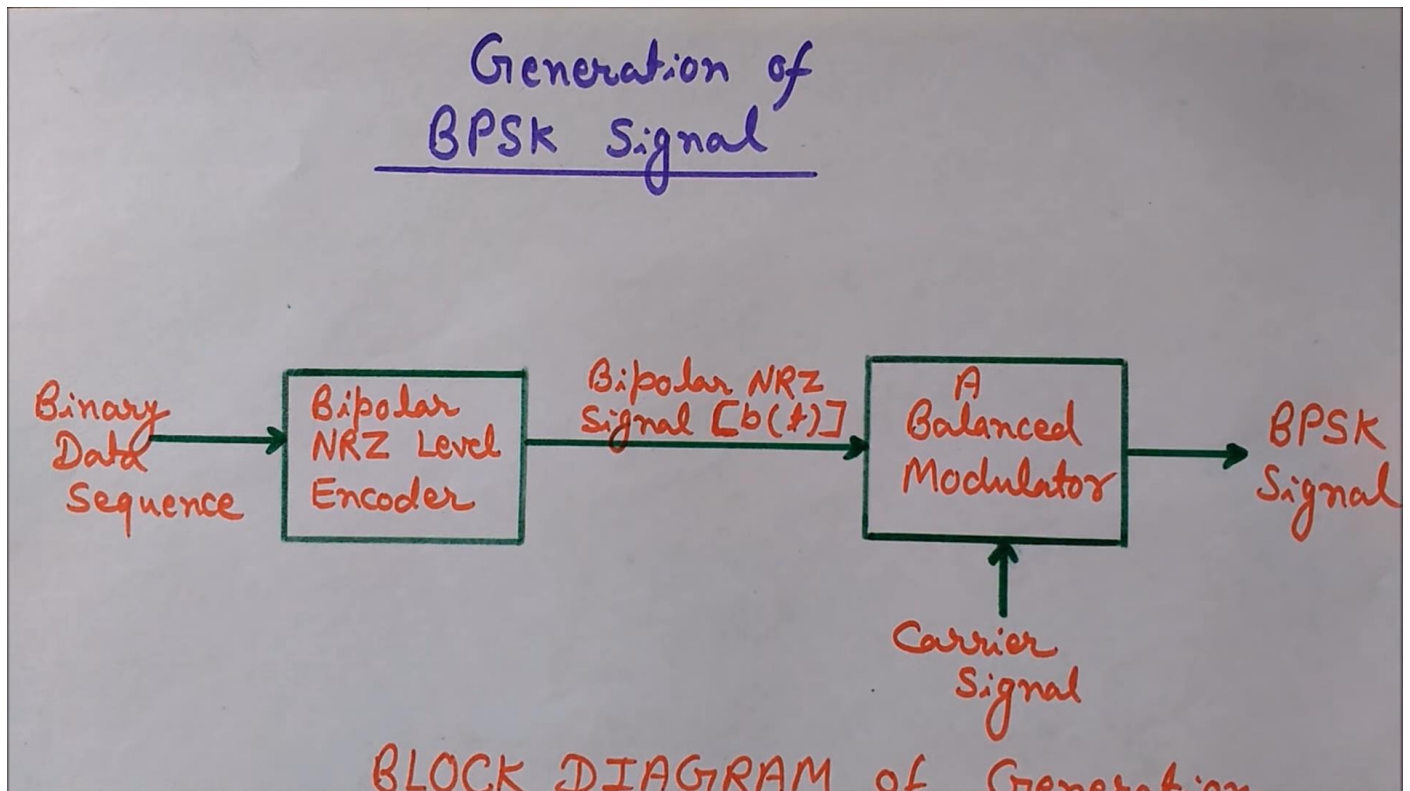 Generation of
BPSK Signal
Binary
Data
Sequence
Bipolar
NRZ Level
Encoder
Bipolar NRZ
Signal [b(t)]
A
Balanced
Modulator
BPSK
Signal
Carrier
Signal
BLOCK DIAGRAM of Generation